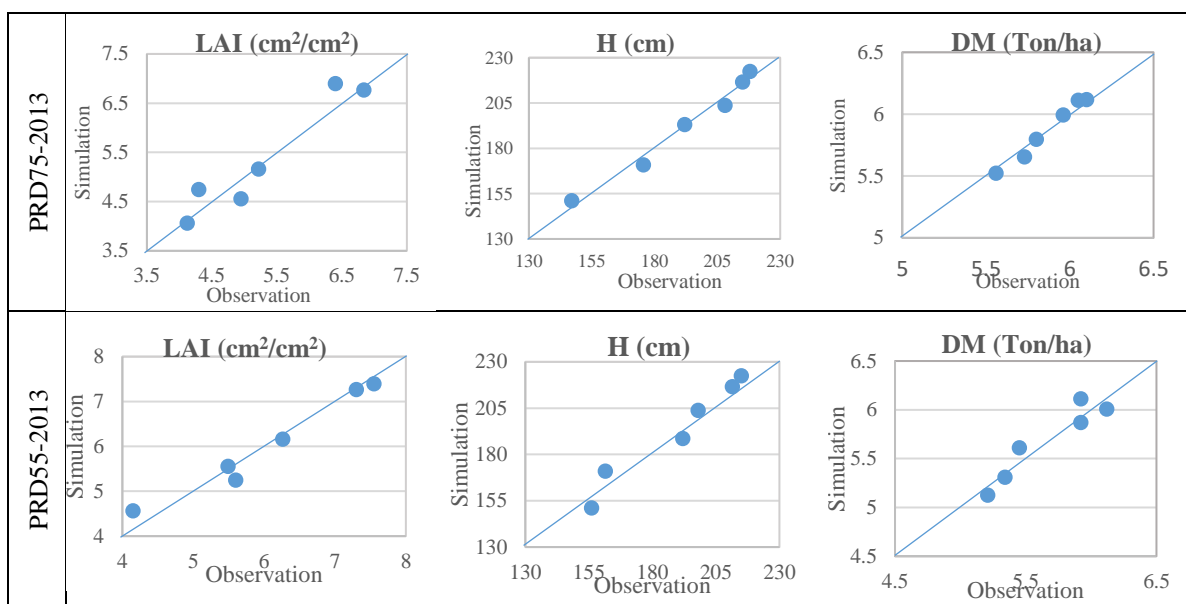 PRD75-2013
LAI (cm²/cm²)
Simulation
7.5
6.5
5.5
4.5
3.5
3.5 4.5 5.5 6.5 7.5
Observation
H (cm)
Simulation
230
205
180
155
130
130 155 180 205 230
Observation
DM (Ton/ha)
Simulation
6.5
6
5.5
5
5 5.5 6 6.5
Observation
PRD55-2013
LAI (cm²/cm²)
Simulation
8
7
6
5
4
4 5 6 7 8
Observation
H (cm)
Simulation
230
205
180
155
130
130 155 180 205 230
Observation
DM (Ton/ha)
Simulation
6.5
6
5.5
5
4.5
4.5 5.5 6.5
Observation